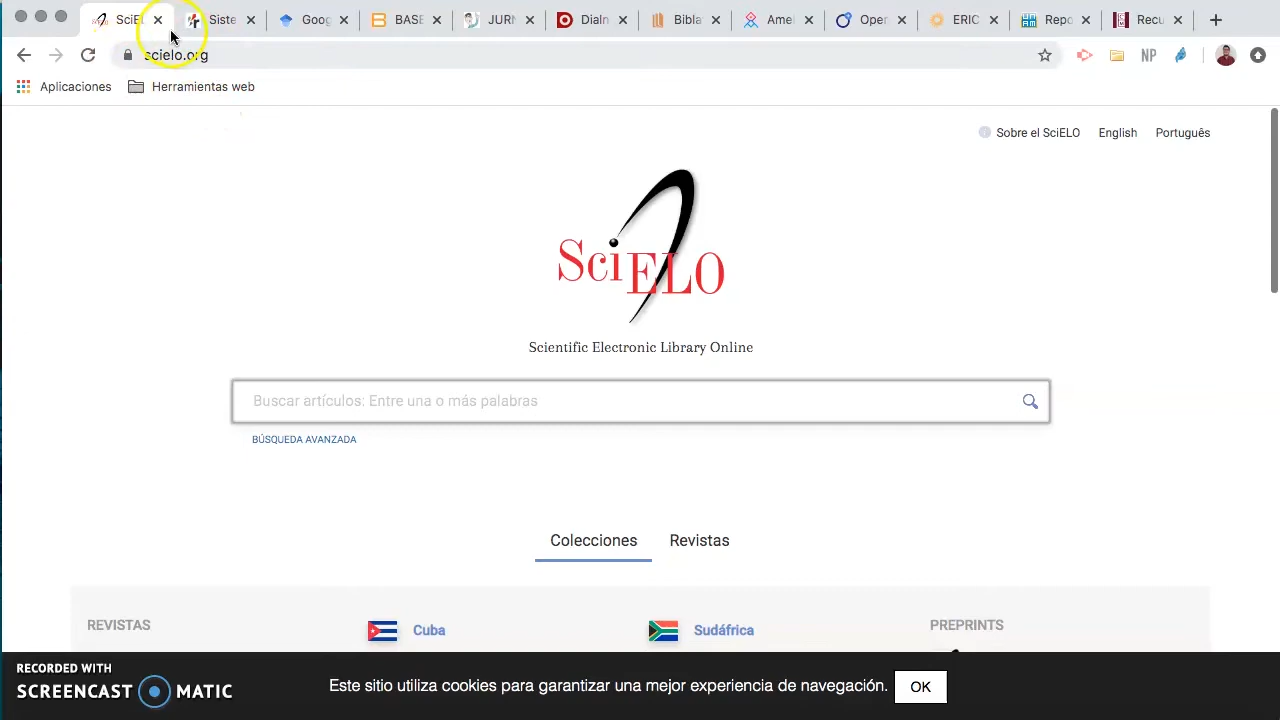 SciEL
Siste
Goog
BASE
JURN
Dialn
Bibla
Amel
Oper
ERIC
Repo
Recu
scielo.org
NP
Aplicaciones
Herramientas web
Sobre el SciELO
English
Português
SciELO
Scientific Electronic Library Online
Buscar artículos: Entre una o más palabras
BÚSQUEDA AVANZADA
Colecciones
Revistas
REVISTAS
Cuba
Sudáfrica
PREPRINTS
Este sitio utiliza cookies para garantizar una mejor experiencia de navegación.
OK
RECORDED WITH
SCREENCAST MATIC